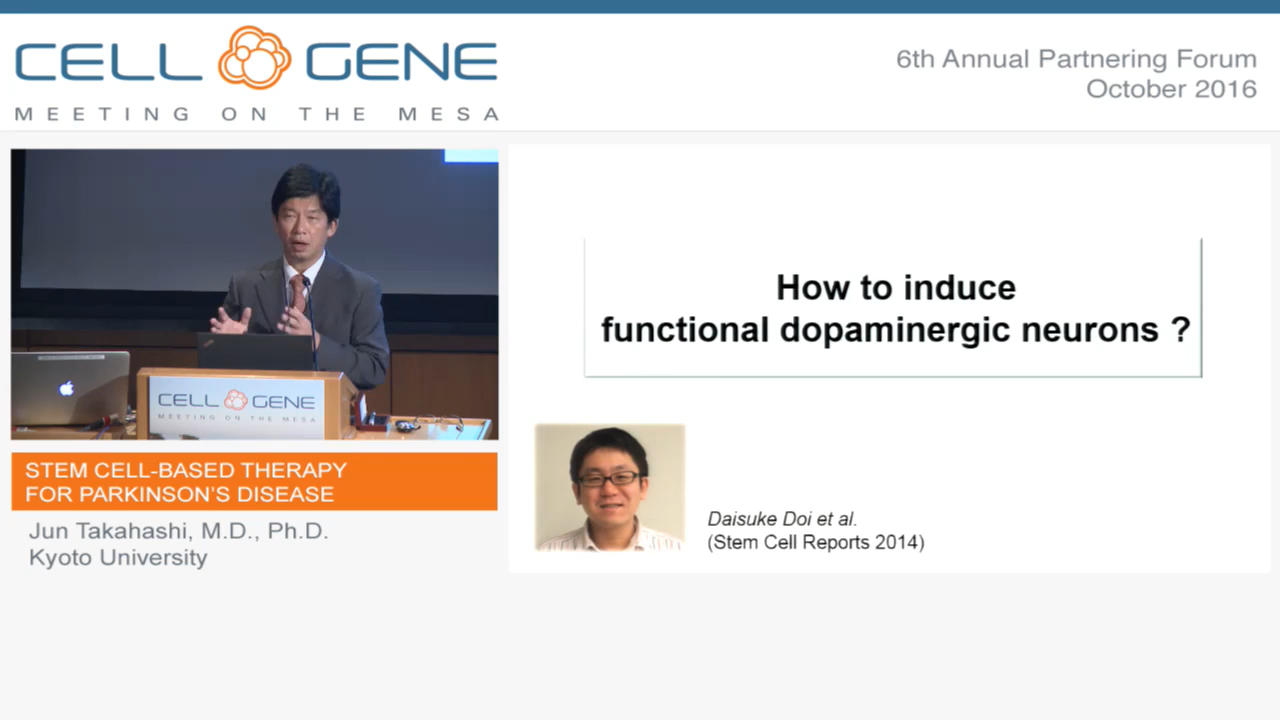 CELL GENE
MEETING ON THE MESA
6th Annual Partnering Forum
October 2016
CELL GENE
MEETING ON THE MESA
STEM CELL-BASED THERAPY
FOR PARKINSON'S DISEASE
Jun Takahashi, M.D., Ph.D.
Kyoto University
How to induce
functional dopaminergic neurons ?
Daisuke Doi et al.
(Stem Cell Reports 2014)